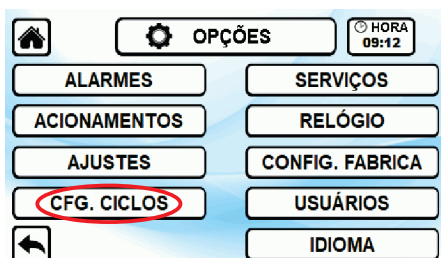 OPÇÕES
HORA
09:12
ALARMES
SERVIÇOS
ACIONAMENTOS
RELÓGIO
AJUSTES
CONFIG. FABRICA
CFG. CICLOS
USUÁRIOS
IDIOMA